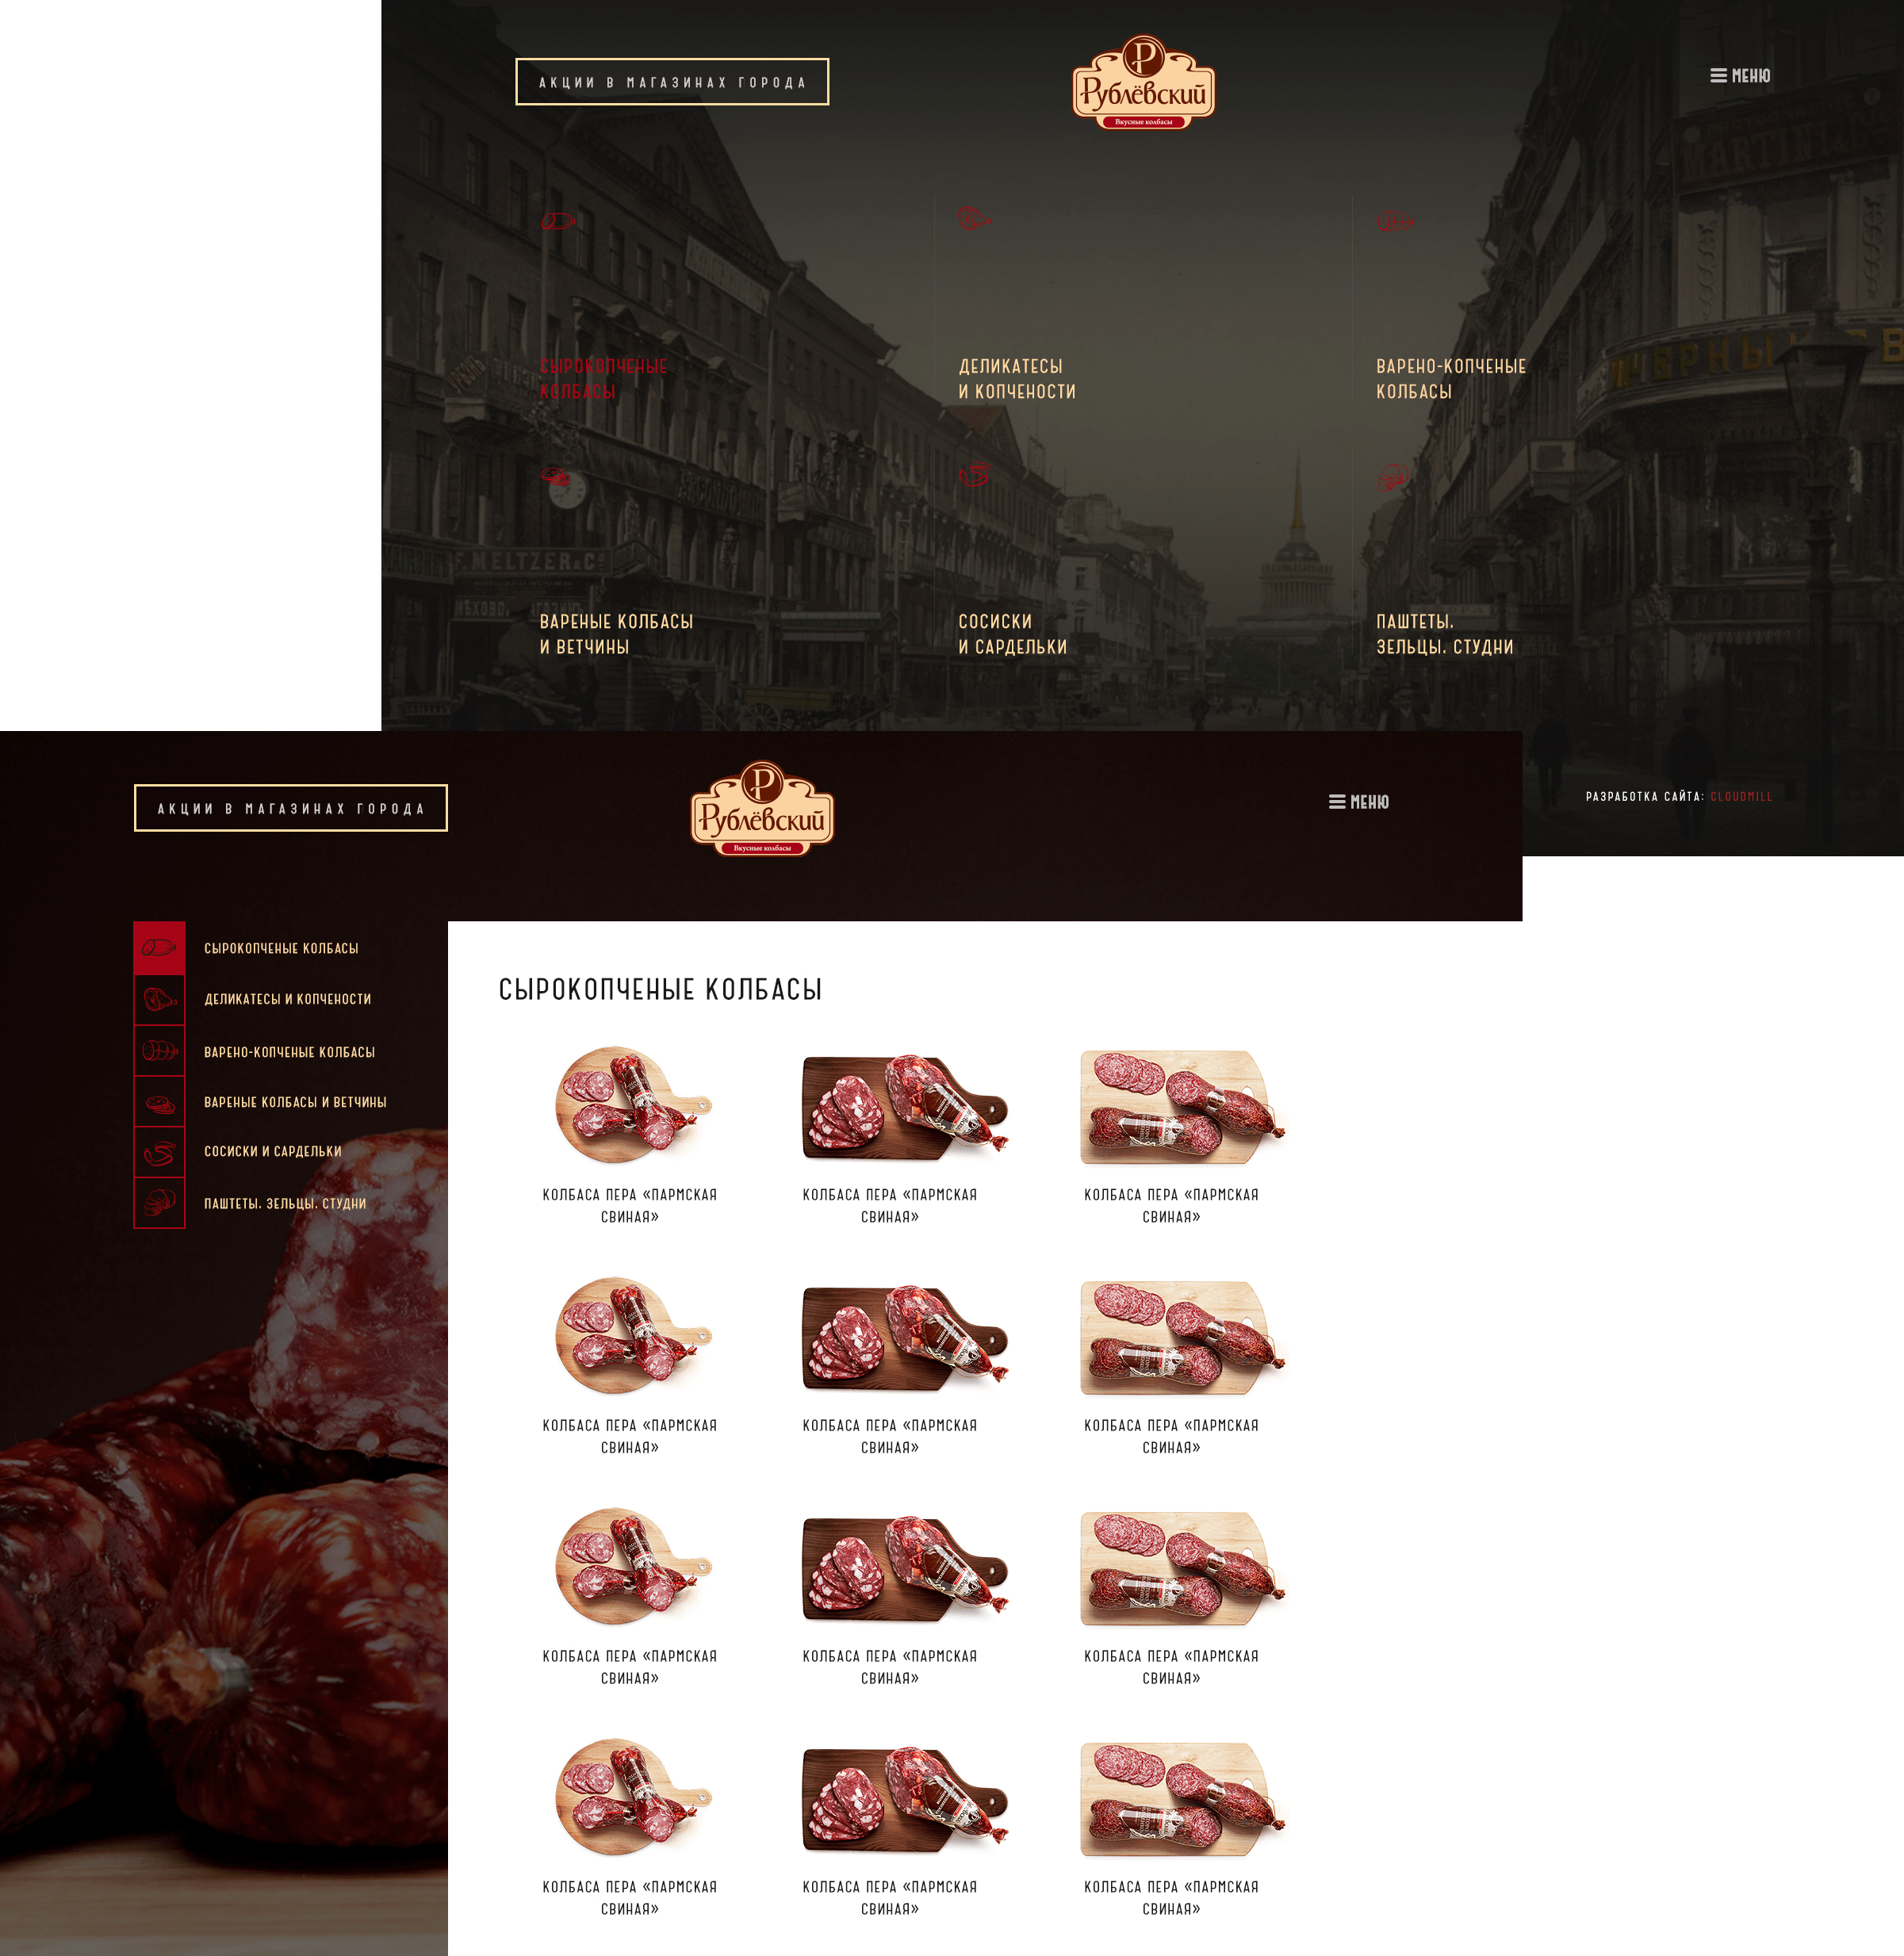 АКЦИИ В МАГАЗИНАХ ГОРОДА
Р
Рублёвский
Вкусные колбасы
МЕНЮ
MARTIN
СЫРОКОПЧЕНЫЕ
КОЛБАСЫ
ДЕЛИКАТЕСЫ
И КОПЧЕНОСТИ
ВАРЕНО-КОПЧЕНЫЕ
КОЛБАСЫ
F. MELTZER & C
ВАРЕНЫЕ КОЛБАСЫ
И ВЕТЧИНЫ
СОСИСКИ
И САРДЕЛЬКИ
ПАШТЕТЫ,
ЗЕЛЬЦЫ, СТУДНИ
РАЗРАБОТКА САЙТА: CLOUDMILL
АКЦИИ В МАГАЗИНАХ ГОРОДА
Р
Рублёвский
Вкусные колбасы
МЕНЮ
СЫРОКОПЧЕНЫЕ КОЛБАСЫ
ДЕЛИКАТЕСЫ И КОПЧЕНОСТИ
ВАРЕНО-КОПЧЕНЫЕ КОЛБАСЫ
ВАРЕНЫЕ КОЛБАСЫ И ВЕТЧИНЫ
СОСИСКИ И САРДЕЛЬКИ
ПАШТЕТЫ, ЗЕЛЬЦЫ, СТУДНИ
СЫРОКОПЧЕНЫЕ КОЛБАСЫ
КОЛБАСА ПЕРА «ПАРМСКАЯ
СВИНАЯ»
КОЛБАСА ПЕРА «ПАРМСКАЯ
СВИНАЯ»
КОЛБАСА ПЕРА «ПАРМСКАЯ
СВИНАЯ»
КОЛБАСА ПЕРА «ПАРМСКАЯ
СВИНАЯ»
КОЛБАСА ПЕРА «ПАРМСКАЯ
СВИНАЯ»
КОЛБАСА ПЕРА «ПАРМСКАЯ
СВИНАЯ»
КОЛБАСА ПЕРА «ПАРМСКАЯ
СВИНАЯ»
КОЛБАСА ПЕРА «ПАРМСКАЯ
СВИНАЯ»
КОЛБАСА ПЕРА «ПАРМСКАЯ
СВИНАЯ»
КОЛБАСА ПЕРА «ПАРМСКАЯ
СВИНАЯ»
КОЛБАСА ПЕРА «ПАРМСКАЯ
СВИНАЯ»
КОЛБАСА ПЕРА «ПАРМСКАЯ
СВИНАЯ»